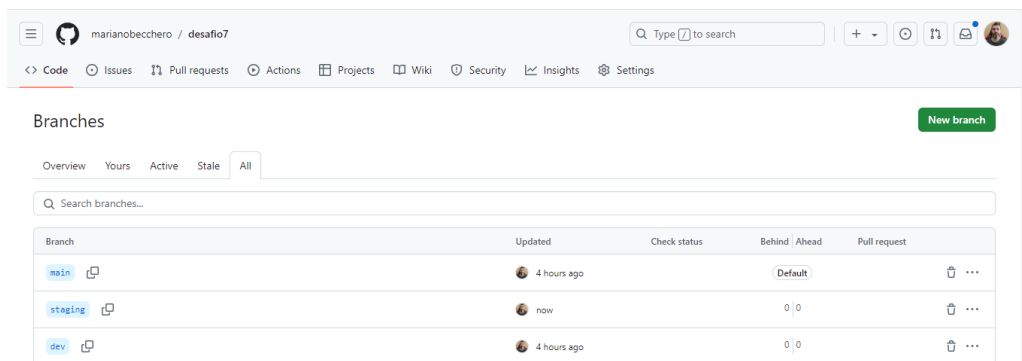 marianobecchero / desafio7
Type / to search
Code Issues Pull requests Actions Projects Wiki Security Insights Settings
Branches
New branch
Overview Yours Active Stale All
Search branches...
Branch Updated Check status Behind Ahead Pull request
main 4 hours ago Default
staging now 0 0
dev 4 hours ago 0 0